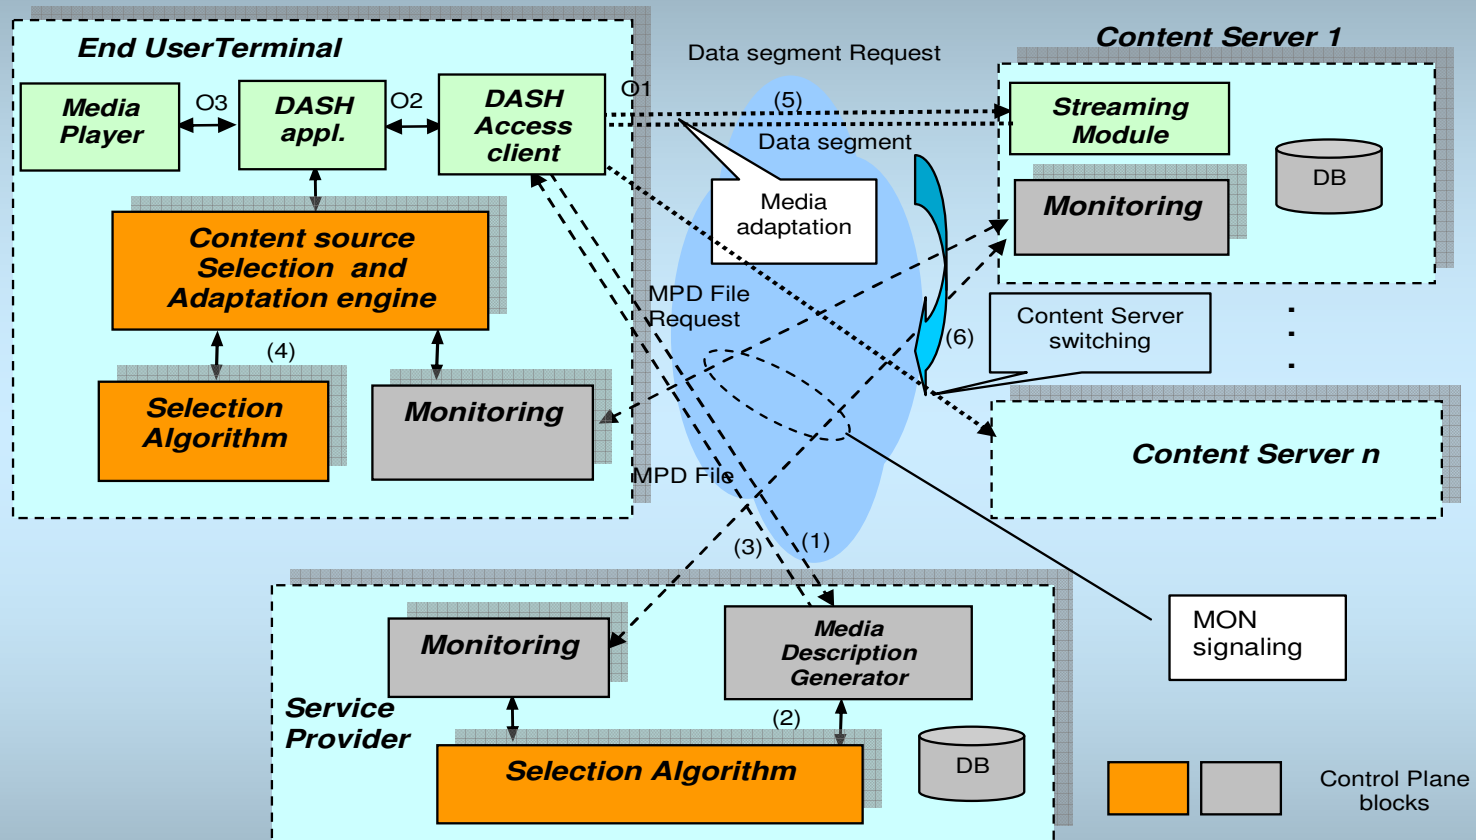 End UserTerminal
Data segment Request
Content Server 1
Media
Player
O3
DASH
appl.
O2
DASH
Access
client
O1
(5)
Data segment
Streaming
Module
DB
Monitoring
Media
adaptation
Content source
Selection and
Adaptation engine
MPD File
Request
(6)
Content Server
switching
.
.
.
(4)
Selection
Algorithm
Monitoring
Content Server n
MPD File
(3)
(1)
Monitoring
Media
Description
Generator
MON
signaling
Service
Provider
(2)
Selection Algorithm
DB
Control Plane
blocks